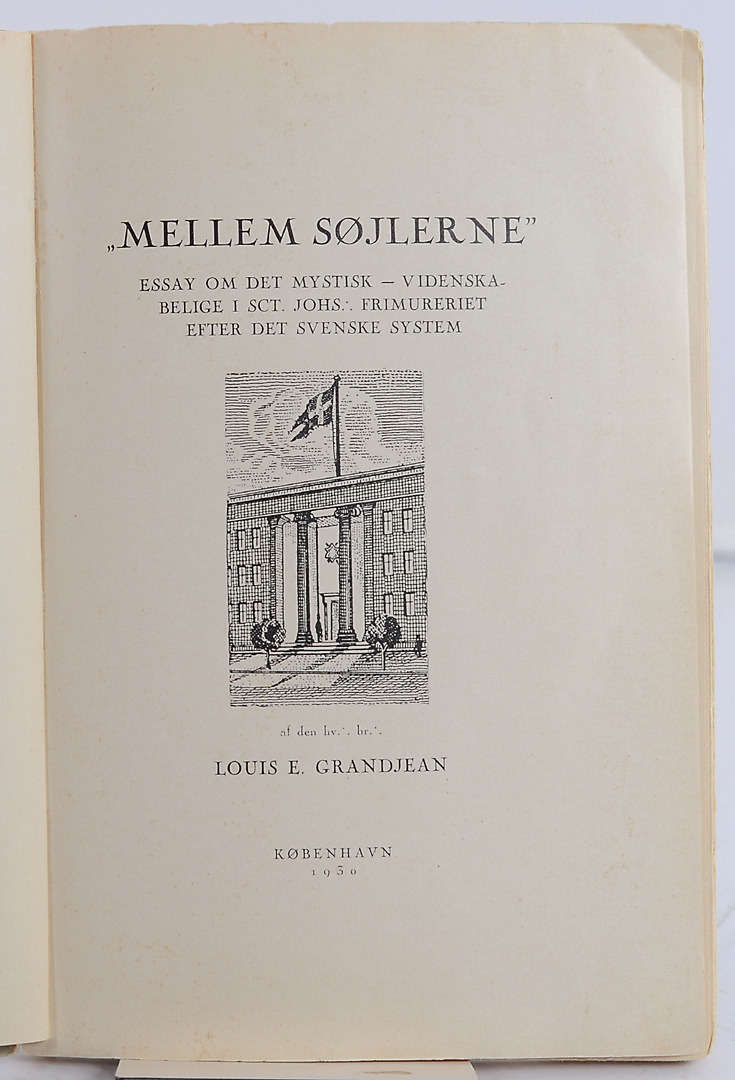 „MELLEM SØJLERNE”
ESSAY OM DET MYSTISK — VIDENSKA-
BELIGE I SCT. JOHS∴ FRIMURERIET
EFTER DET SVENSKE SYSTEM
af den hv∴ br∴
LOUIS E. GRANDJEAN
KØBENHAVN
1930